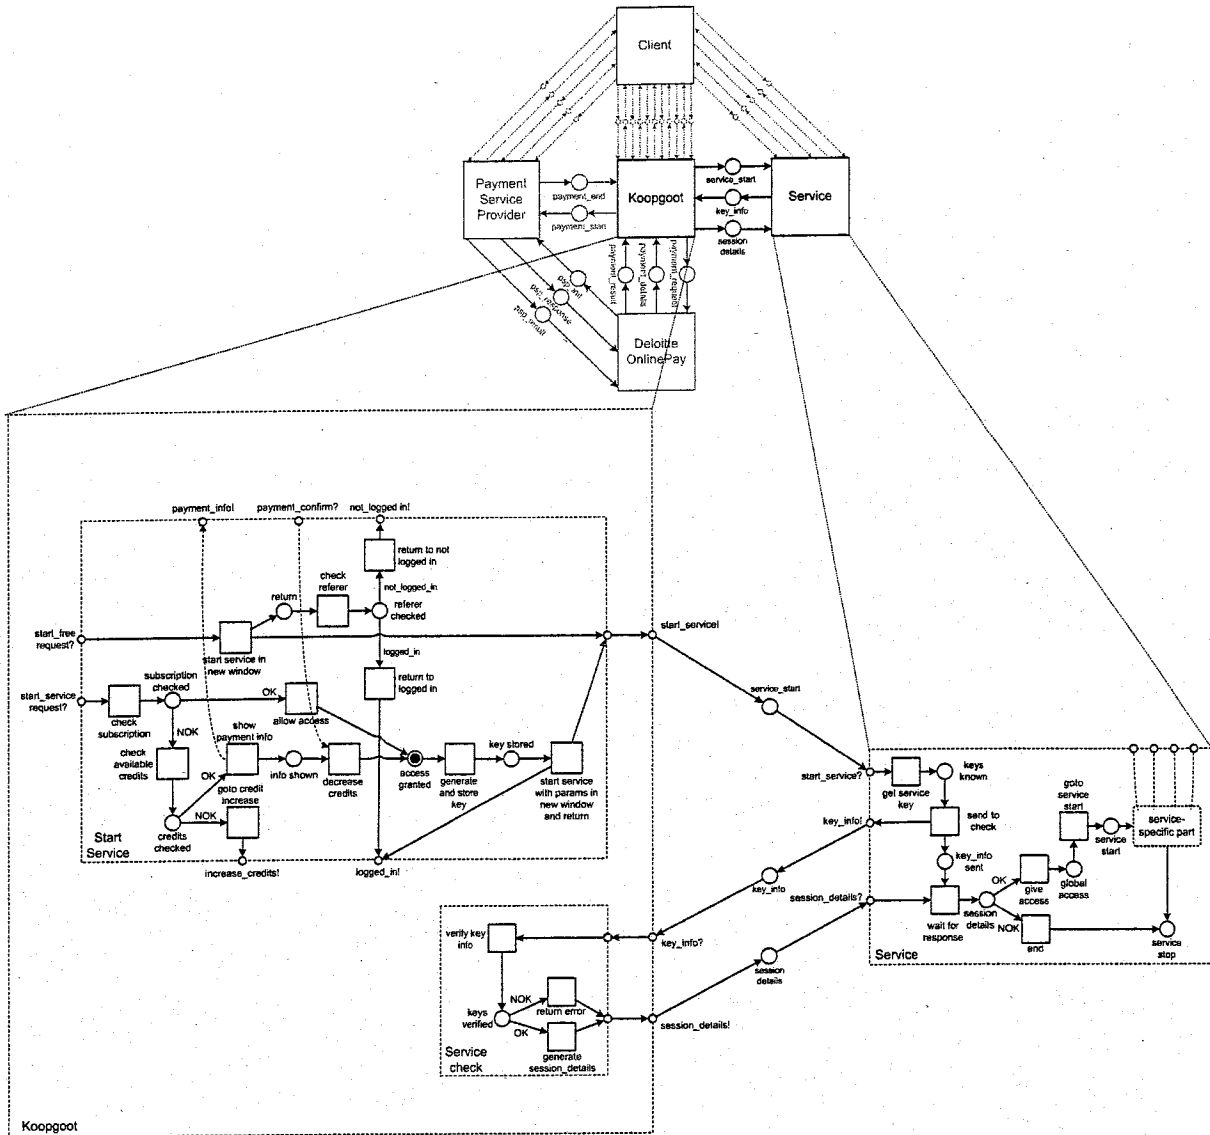 Client
Payment
Service
Provider
Koopgoot
Service
payment_end
payment_start
service_start
key_info
session
details
payment_result
payment_details
payment_request
psp_init
psp_response
psp_result
Deloitte
OnlinePay
payment_info!
payment_confirm?
not_logged in!
return to not
logged in
check
referer
return
not_logged_in
referer
checked
start_free
request?
start service in
new window
start_service!
logged_in
return to
logged in
subscription
checked
start_service
request?
OK
check
subscription
allow access
NOK
show
payment info
service_start
check
available
credits
OK
key stored
info shown
decrease
credits
access
granted
generate
and store
key
start service
with params in
new window
and return
goto credit
increase
NOK
credits
checked
Start
Service
increase_credits!
logged_in!
start_service?
get service
key
keys
known
goto
service
start
key_info!
send to
check
service
start
service-
specific part
key_info
sent
OK
give
access
global
access
key_info
session_details?
wait for
response
session
details
NOK
end
service
stop
Service
verify key
info
key_info?
session
details
NOK
return error
keys
verified
OK
session_details!
generate
session_details
Service
check
Koopgoot